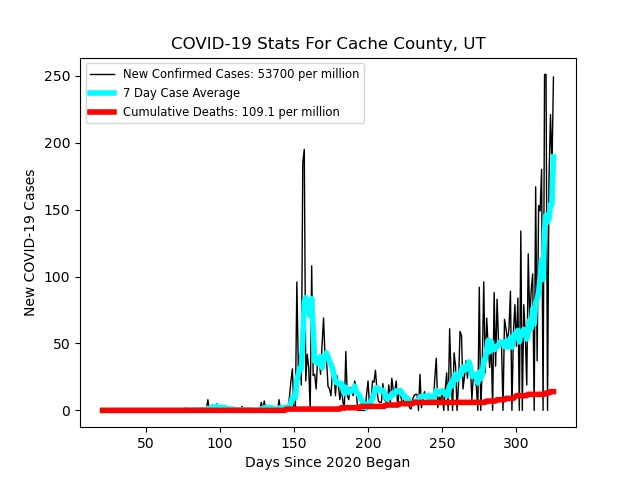 COVID-19 Stats For Cache County, UT
New Confirmed Cases: 53700 per million
7 Day Case Average
Cumulative Deaths: 109.1 per million
New COVID-19 Cases
250
200
150
100
50
0
50 100 150 200 250 300
Days Since 2020 Began